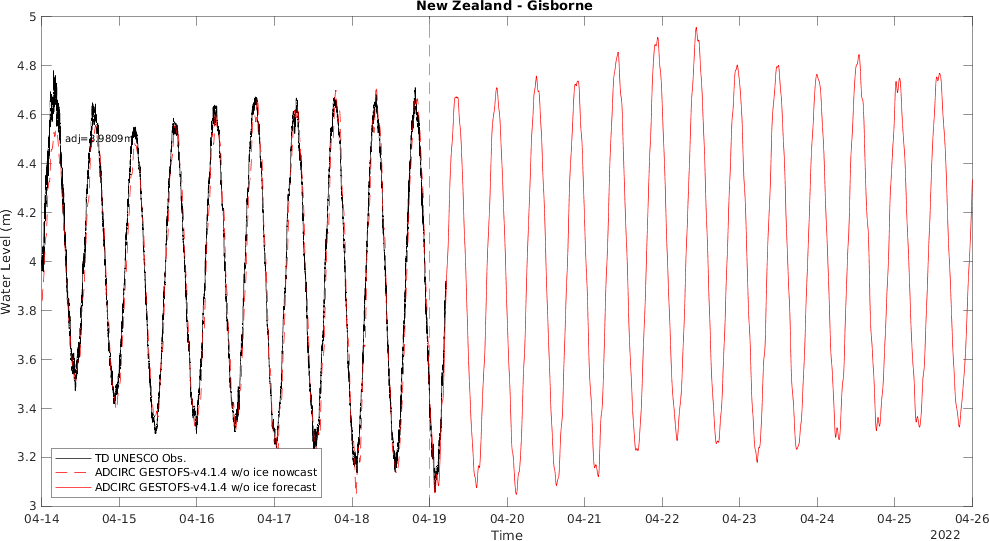 New Zealand - Gisborne
5
4.8
4.6
4.4
4.2
4
3.8
3.6
3.4
3.2
3
Water Level (m)
adj=3.9809m
TD UNESCO Obs.
ADCIRC GESTOFS-v4.1.4 w/o ice nowcast
ADCIRC GESTOFS-v4.1.4 w/o ice forecast
04-14 04-15 04-16 04-17 04-18 04-19 04-20 04-21 04-22 04-23 04-24 04-25 04-26
Time
2022